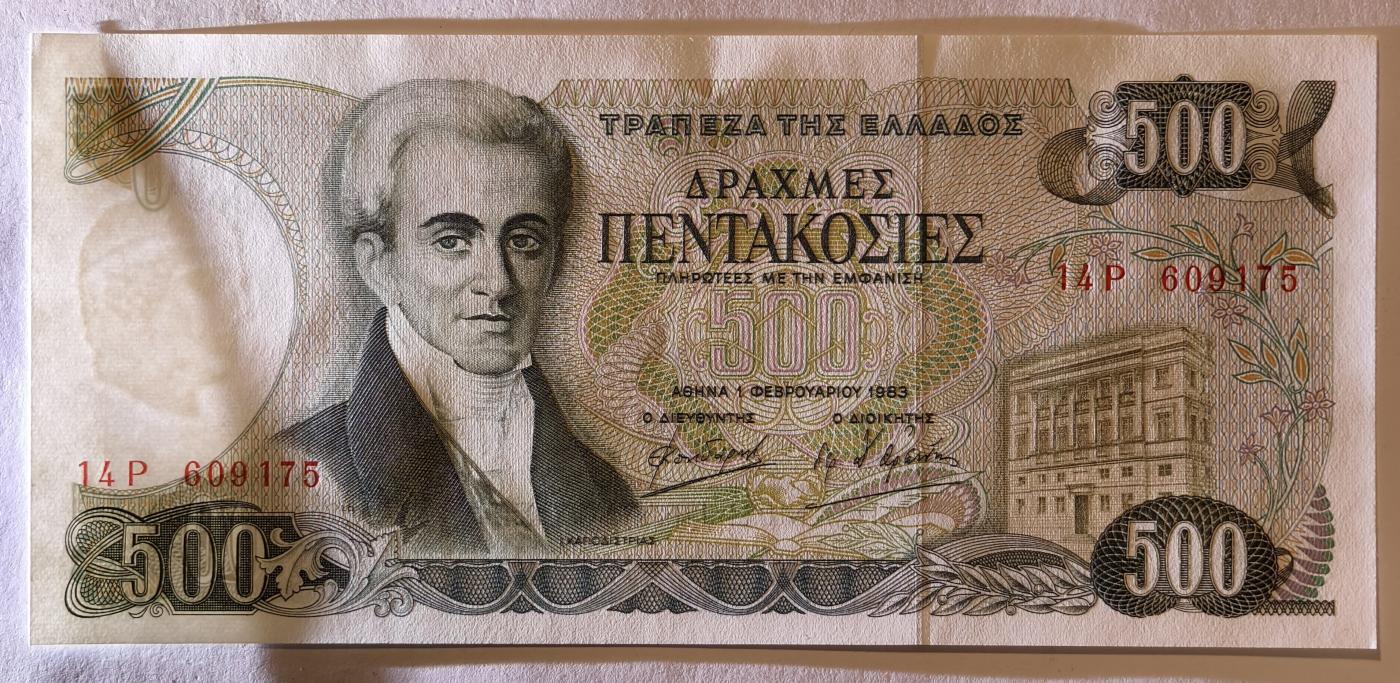 ΤΡΑΠΕΖΑ ΤΗΣ ΕΛΛΑΔΟΣ
500
ΔΡΑΧΜΕΣ
ΠΕΝΤΑΚΟΣΙΕΣ
ΠΛΗΡΩΤΕΕΣ ΜΕ ΤΗΝ ΕΜΦΑΝΙΣΗ
14Ρ 609175
500
ΑΘΗΝΑ 1 ΦΕΒΡΟΥΑΡΙΟΥ 1983
Ο ΔΙΕΥΘΥΝΤΗΣ Ο ΔΙΟΙΚΗΤΗΣ
14Ρ 609175
Ι. ΚΑΠΟΔΙΣΤΡΙΑΣ
500
500